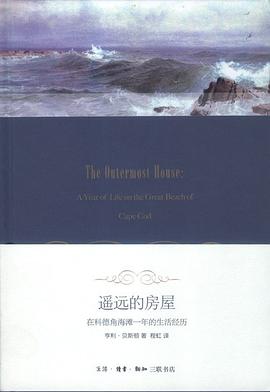 The Outermost House:
A Year of Life on the Great Beach of
Cape Cod
遥远的房屋
在科德角海滩一年的生活经历
亨利·贝斯顿 著 程虹 译
生活·读书·新知 三联书店